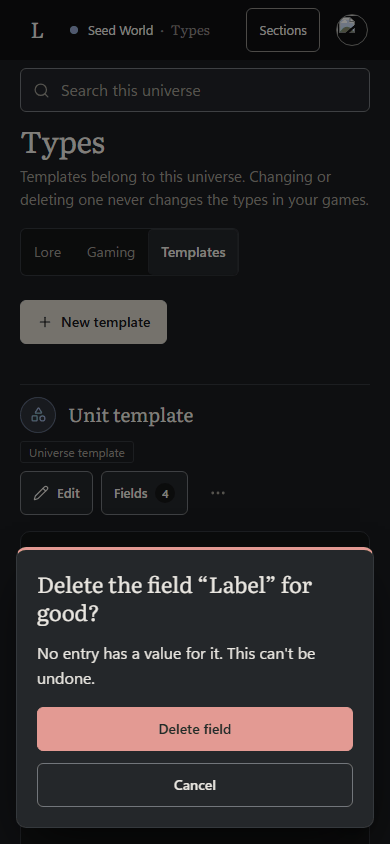 L
Seed World · Types
Sections
Search this universe
Types
Templates belong to this universe. Changing or
deleting one never changes the types in your games.
Lore Gaming Templates
+ New template
Unit template
Universe template
Edit
Fields 4
Delete the field “Label” for
good?
No entry has a value for it. This can't be
undone.
Delete field
Cancel